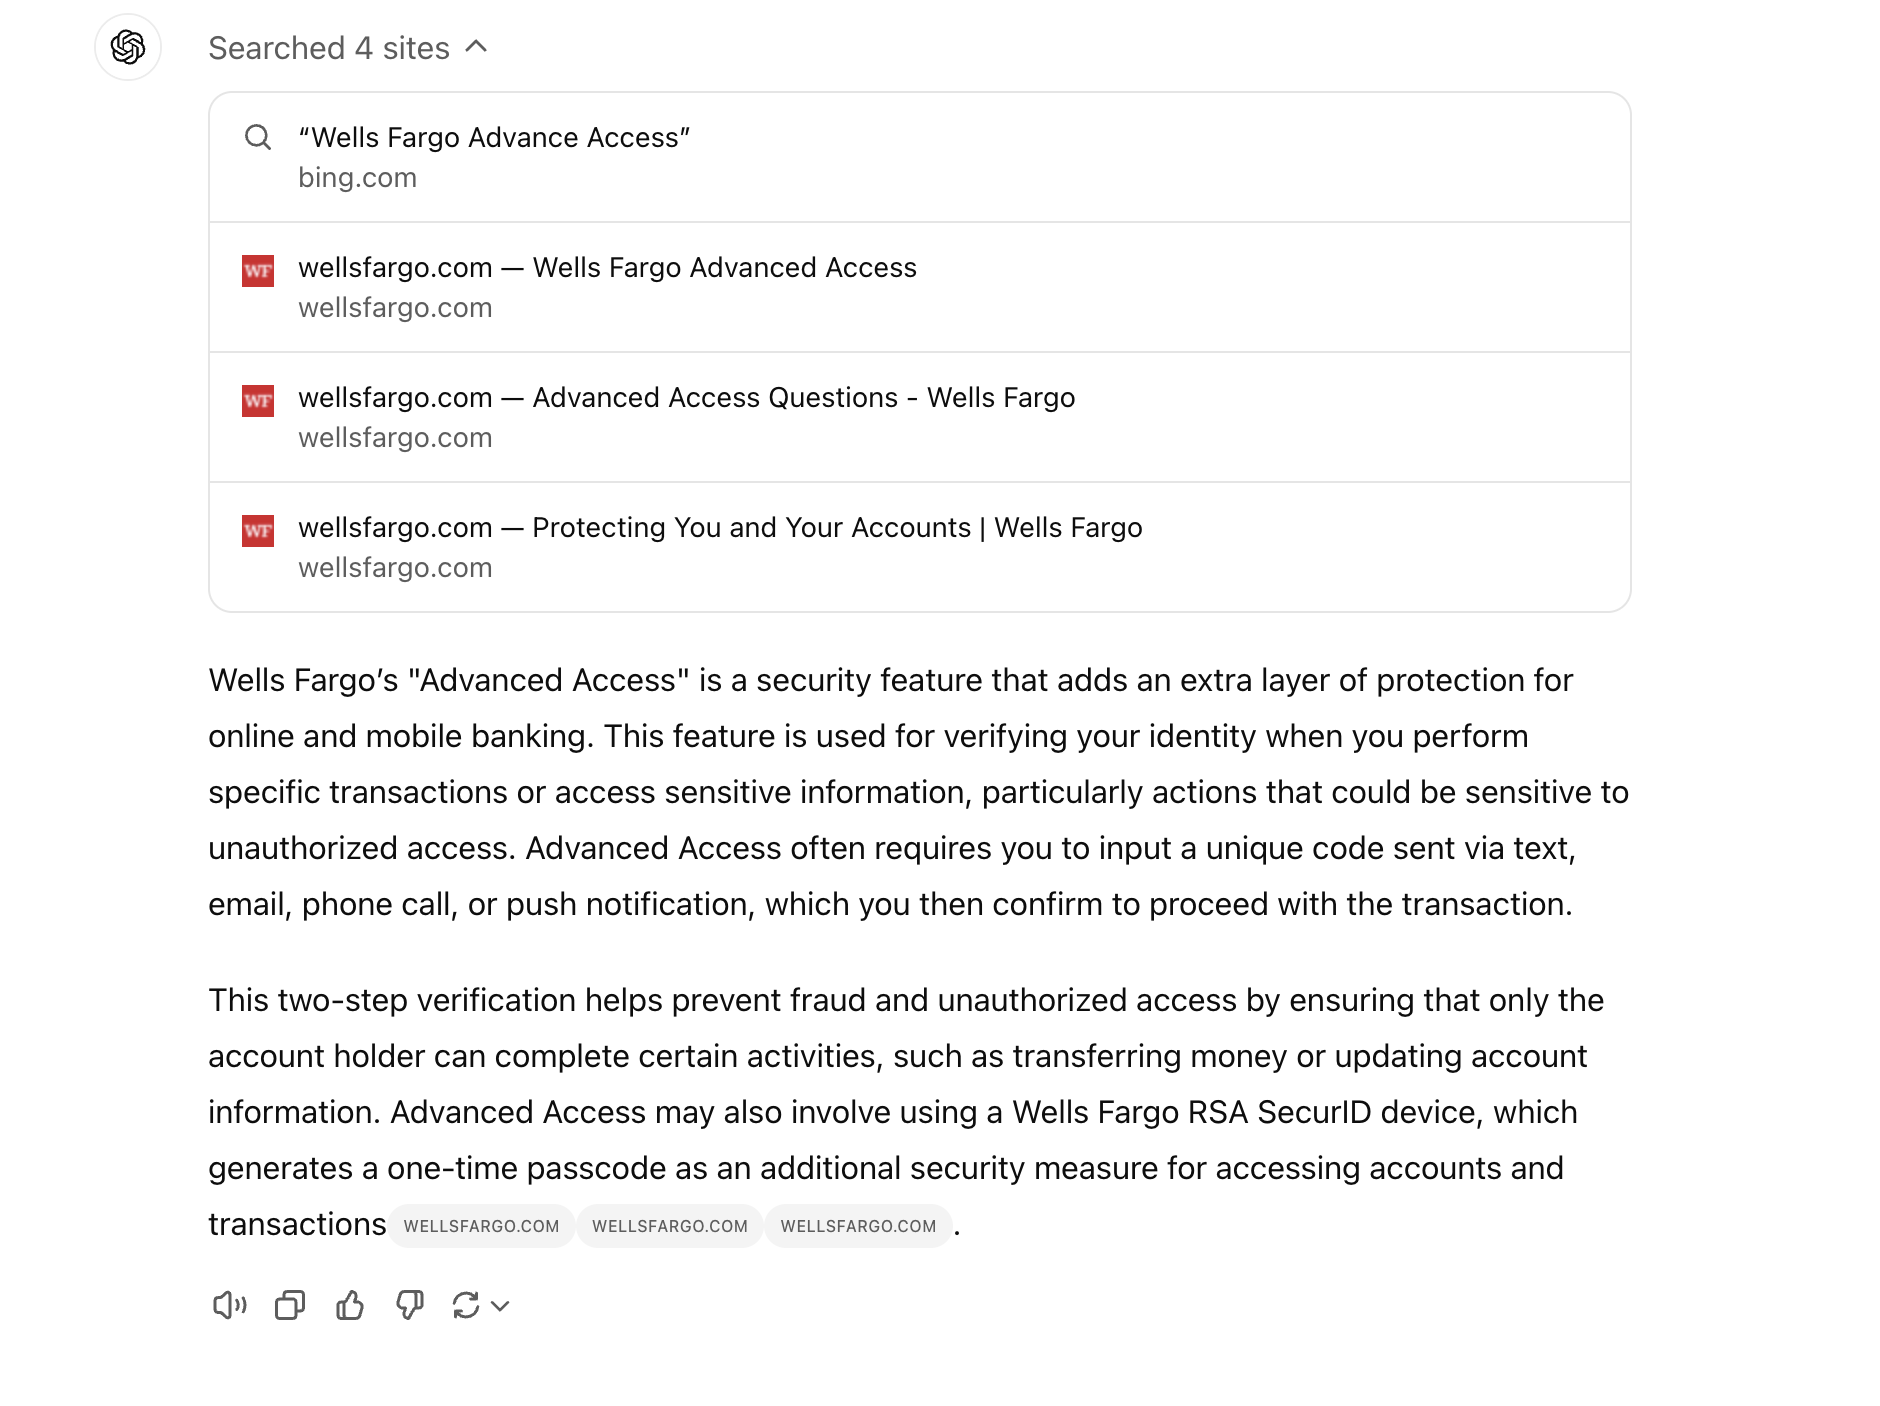 Searched 4 sites
“Wells Fargo Advance Access”
bing.com
WF
wellsfargo.com — Wells Fargo Advanced Access
wellsfargo.com
WF
wellsfargo.com — Advanced Access Questions - Wells Fargo
wellsfargo.com
WF
wellsfargo.com — Protecting You and Your Accounts | Wells Fargo
wellsfargo.com
Wells Fargo’s "Advanced Access" is a security feature that adds an extra layer of protection for
online and mobile banking. This feature is used for verifying your identity when you perform
specific transactions or access sensitive information, particularly actions that could be sensitive to
unauthorized access. Advanced Access often requires you to input a unique code sent via text,
email, phone call, or push notification, which you then confirm to proceed with the transaction.
This two-step verification helps prevent fraud and unauthorized access by ensuring that only the
account holder can complete certain activities, such as transferring money or updating account
information. Advanced Access may also involve using a Wells Fargo RSA SecurID device, which
generates a one-time passcode as an additional security measure for accessing accounts and
transactions WELLSFARGO.COM WELLSFARGO.COM WELLSFARGO.COM .